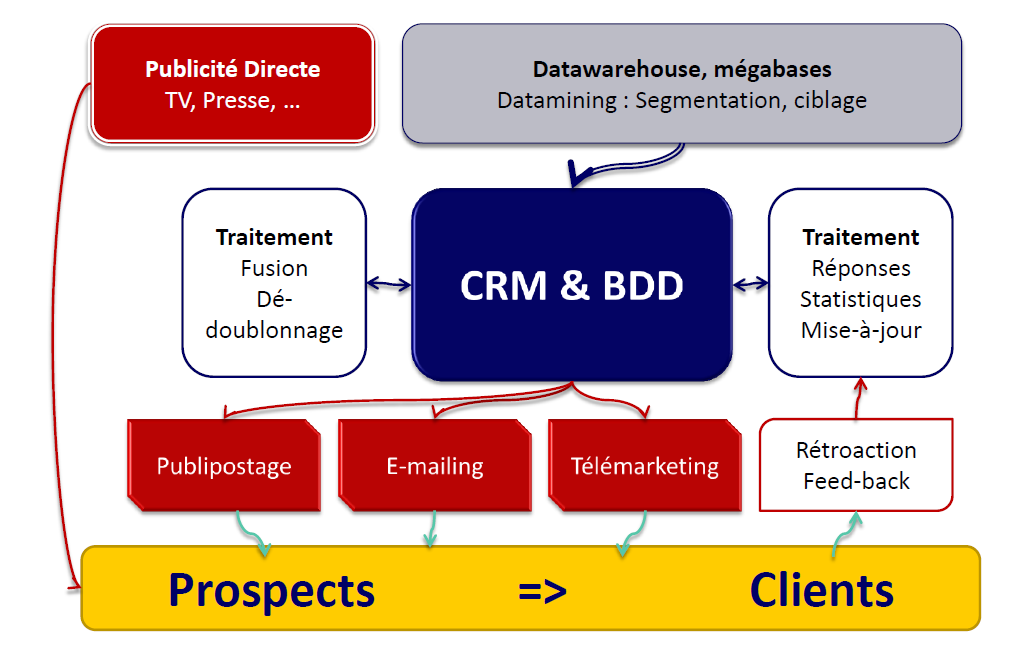 Publicité Directe
TV, Presse, ...
Datawarehouse, mégabases
Datamining : Segmentation, ciblage
Traitement
Fusion
Dé-
doublonnage
CRM & BDD
Traitement
Réponses
Statistiques
Mise-à-jour
Publipostage
E-mailing
Télémarketing
Rétroaction
Feed-back
Prospects => Clients